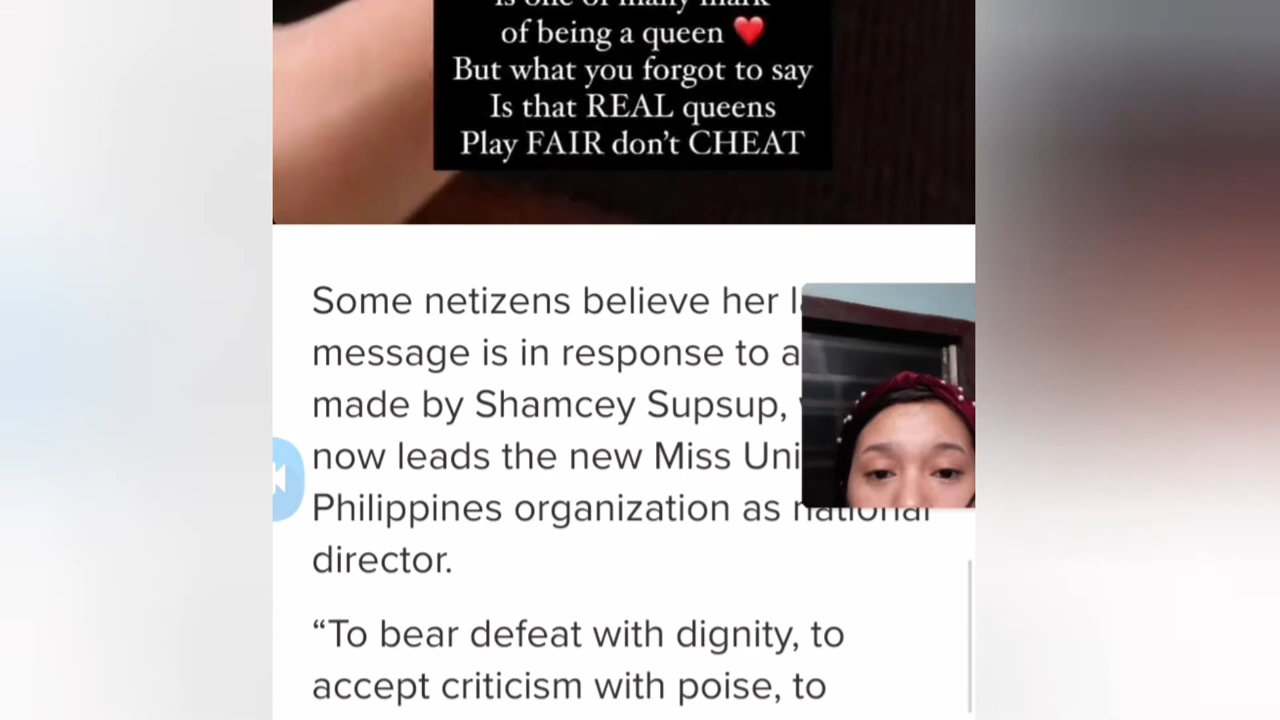 of being a queen ❤️
But what you forgot to say
Is that REAL queens
Play FAIR don't CHEAT
Some netizens believe her
message is in response to a
made by Shamcey Supsup,
now leads the new Miss Uni
Philippines organization as national
director.
“To bear defeat with dignity, to
accept criticism with poise, to